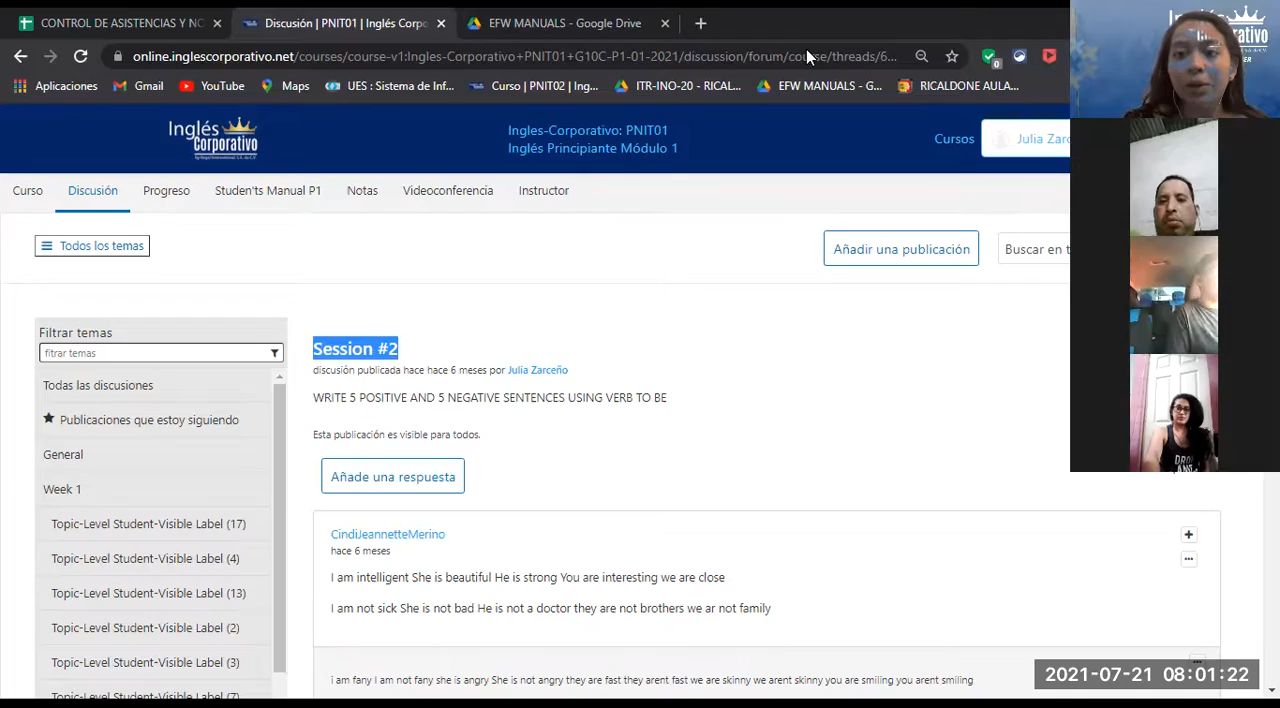 CONTROL DE ASISTENCIAS Y NO
Discusión | PNIT01 | Inglés Corpo
EFW MANUALS - Google Drive
online.inglescorporativo.net/courses/course-v1:Ingles-Corporativo+PNIT01+G10C-P1-01-2021/discussion/forum/course/threads/6...
Aplicaciones
Gmail
YouTube
Maps
UES : Sistema de Inf...
Curso | PNIT02 | Ing...
ITR-INO-20 - RICAL...
EFW MANUALS - G...
RICALDONE AULA...
Inglés
Corporativo
Ingles-Corporativo: PNIT01
Inglés Principiante Módulo 1
Cursos
Julia Zarc
Curso
Discusión
Progreso
Studen'ts Manual P1
Notas
Videoconferencia
Instructor
Todos los temas
Añadir una publicación
Buscar en t
Filtrar temas
fitrar temas
Todas las discusiones
Publicaciones que estoy siguiendo
General
Week 1
Topic-Level Student-Visible Label (17)
Topic-Level Student-Visible Label (4)
Topic-Level Student-Visible Label (13)
Topic-Level Student-Visible Label (2)
Topic-Level Student-Visible Label (3)
Topic-Level Student-Visible Label (7)
Session #2
discusión publicada hace hace 6 meses por Julia Zarceño
WRITE 5 POSITIVE AND 5 NEGATIVE SENTENCES USING VERB TO BE
Esta publicación es visible para todos.
Añade una respuesta
CindiJeannetteMerino
hace 6 meses
I am intelligent She is beautiful He is strong You are interesting we are close
I am not sick She is not bad He is not a doctor they are not brothers we ar not family
i am fany I am not fany she is angry She is not angry they are fast they arent fast we are skinny we arent skinny you are smiling you arent smiling
2021-07-21 08:01:22